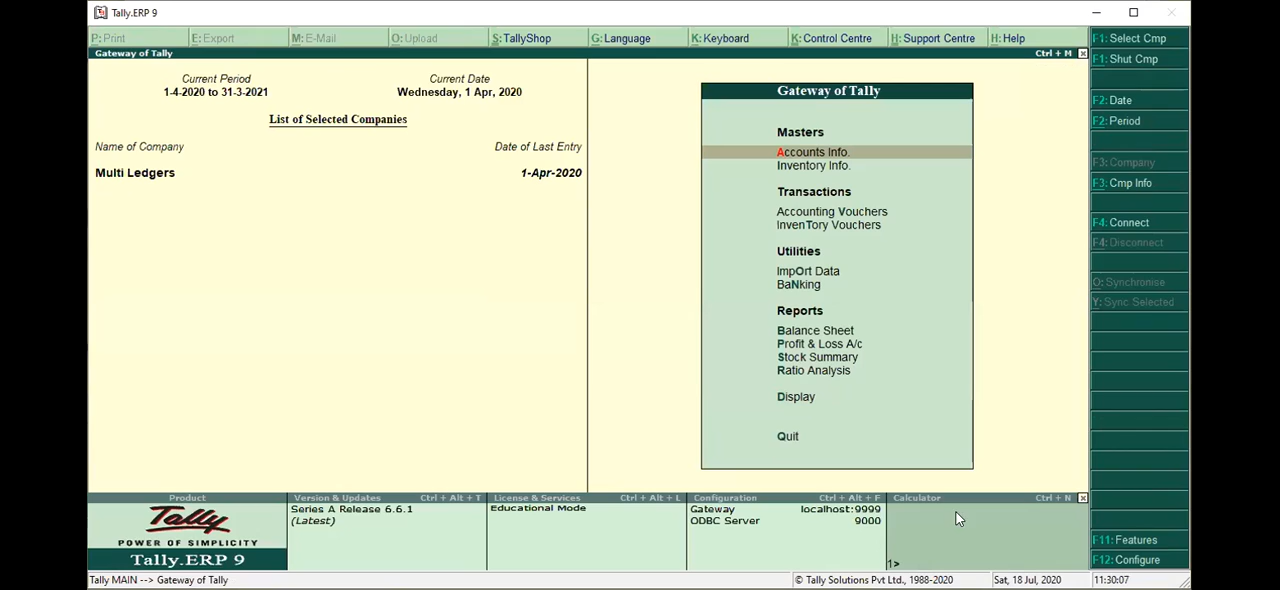 Tally.ERP 9
P: Print E: Export M: E-Mail O: Upload S: TallyShop G: Language K: Keyboard K: Control Centre H: Support Centre H: Help
Gateway of Tally Ctrl + M
Current Period Current Date
1-4-2020 to 31-3-2021 Wednesday, 1 Apr, 2020
List of Selected Companies
Name of Company Date of Last Entry
Multi Ledgers 1-Apr-2020
Gateway of Tally
Masters
Accounts Info.
Inventory Info.
Transactions
Accounting Vouchers
InvenTory Vouchers
Utilities
ImpOrt Data
BaNking
Reports
Balance Sheet
Profit & Loss A/c
Stock Summary
Ratio Analysis
Display
Quit
F1: Select Cmp
F1: Shut Cmp
F2: Date
F2: Period
F3: Company
F3: Cmp Info
F4: Connect
F4: Disconnect
O: Synchronise
Y: Sync Selected
F11: Features
F12: Configure
Product
Tally
POWER OF SIMPLICITY
Tally.ERP 9
Version & Updates Ctrl + Alt + T
Series A Release 6.6.1
(Latest)
License & Services Ctrl + Alt + L
Educational Mode
Configuration Ctrl + Alt + F
Gateway localhost:9999
ODBC Server 9000
Calculator Ctrl + N
1>
Tally MAIN --> Gateway of Tally © Tally Solutions Pvt Ltd., 1988-2020 Sat, 18 Jul, 2020 11:30:07